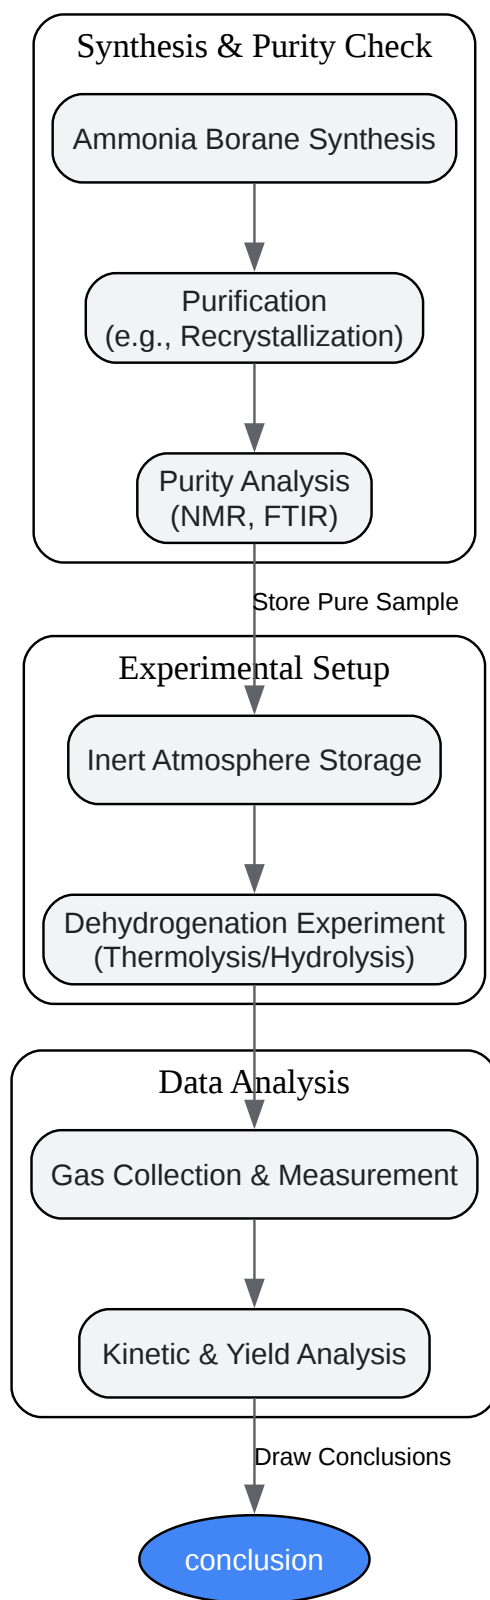 Synthesis & Purity Check
Ammonia Borane Synthesis
Purification
(e.g., Recrystallization)
Purity Analysis
(NMR, FTIR)
Store Pure Sample
Experimental Setup
Inert Atmosphere Storage
Dehydrogenation Experiment
(Thermolysis/Hydrolysis)
Data Analysis
Gas Collection & Measurement
Kinetic & Yield Analysis
Draw Conclusions
conclusion